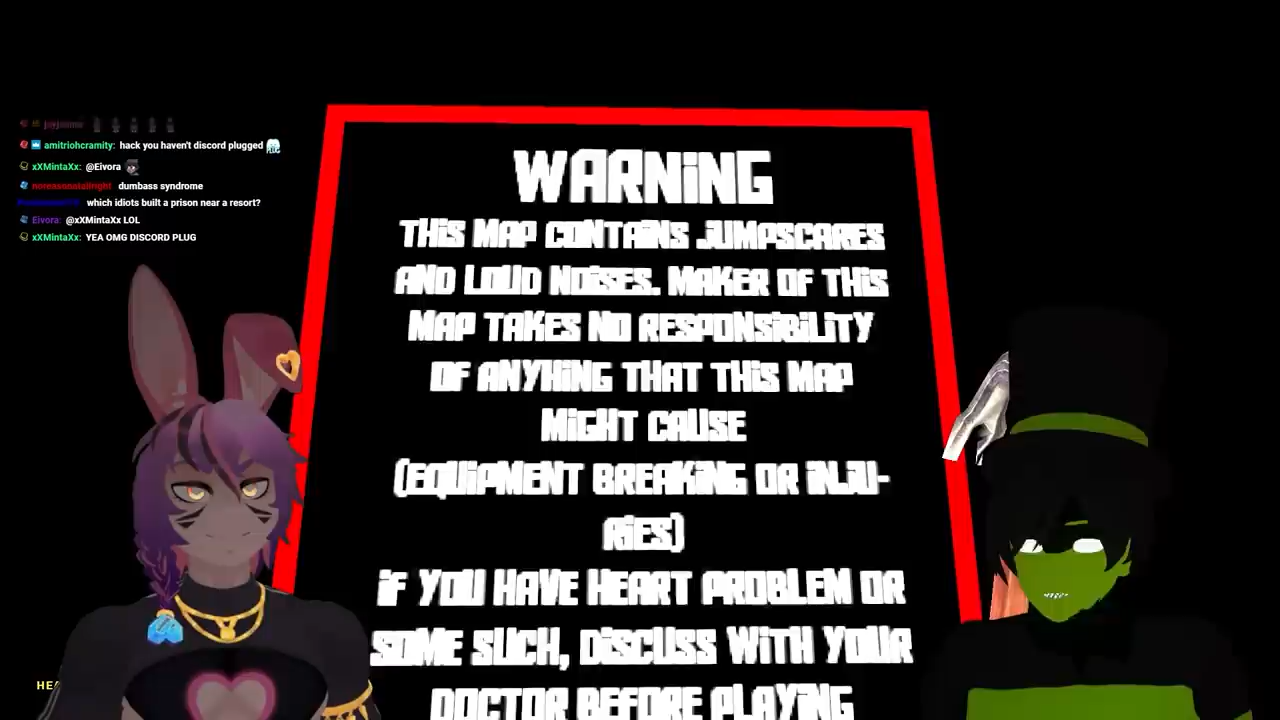 amitriohcramity: hack you haven't discord plugged
xXMintaXx: @Eivora
noreasonatallright dumbass syndrome
which idiots built a prison near a resort?
Eivora: @xXMintaXx LOL
xXMintaXx: YEA OMG DISCORD PLUG
WARNiNG
THiS MAP CONTAiNS JUMPSCARES
AND LOUD NOiSES. MAKER OF THiS
MAP TAKES NO RESPONSiBiLiTY
OF ANYHiNG THAT THiS MAP
MiGHT CAUSE
(EQUiPMENT BREAKiNG OR iNJU-
RiES)
iF YOU HAVE HEART PROBLEM OR
SOME SUCH, DiSCUSS WiTH YOUR
DOCTOR BEFORE PLAYiNG